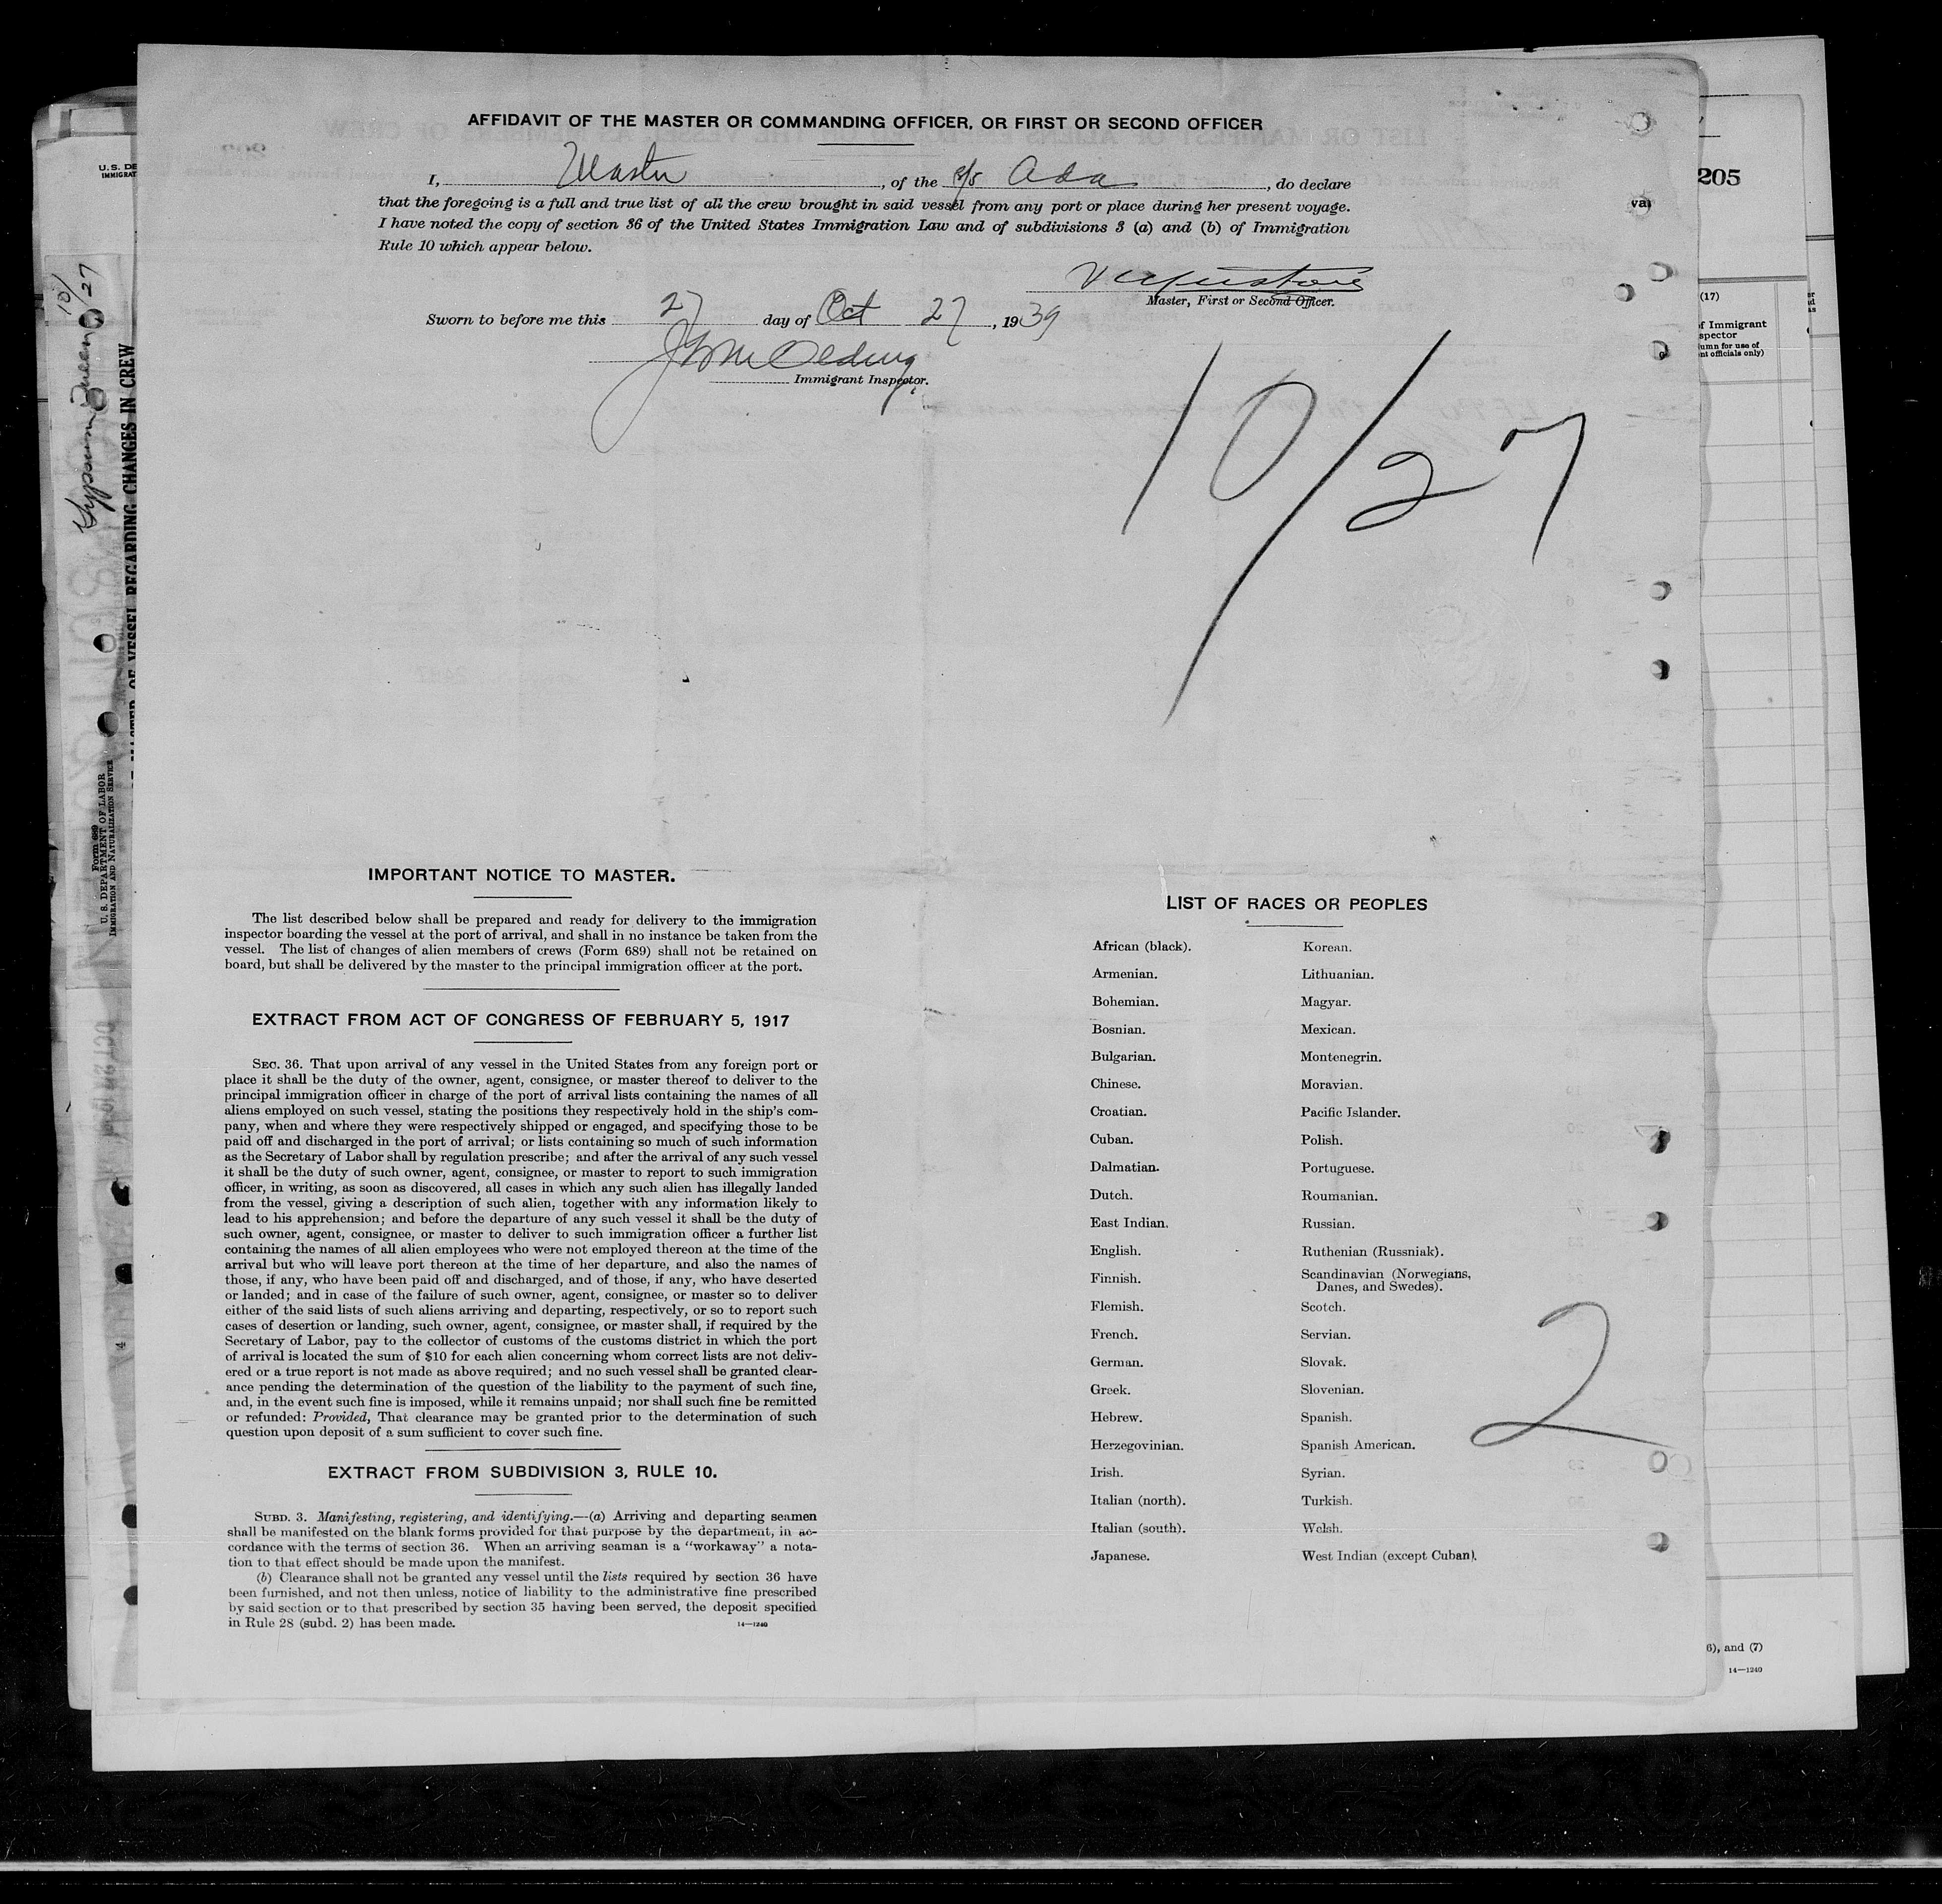 AFFIDAVIT OF THE MASTER OR COMMANDING OFFICER, OR FIRST OR SECOND OFFICER
I, Master, of the s/s Ada, do declare
that the foregoing is a full and true list of all the crew brought in said vessel from any port or place during her present voyage.
I have noted the copy of section 36 of the United States Immigration Law and of subdivisions 3 (a) and (b) of Immigration
Rule 10 which appear below.
Master, First or Second Officer.
Sworn to before me this 27 day of Oct 27, 1939
Immigrant Inspector.
10/27
IMPORTANT NOTICE TO MASTER.
The list described below shall be prepared and ready for delivery to the immigration
inspector boarding the vessel at the port of arrival, and shall in no instance be taken from the
vessel. The list of changes of alien members of crews (Form 689) shall not be retained on
board, but shall be delivered by the master to the principal immigration officer at the port.
EXTRACT FROM ACT OF CONGRESS OF FEBRUARY 5, 1917
SEC. 36. That upon arrival of any vessel in the United States from any foreign port or
place it shall be the duty of the owner, agent, consignee, or master thereof to deliver to the
principal immigration officer in charge of the port of arrival lists containing the names of all
aliens employed on such vessel, stating the positions they respectively hold in the ship's com-
pany, when and where they were respectively shipped or engaged, and specifying those to be
paid off and discharged in the port of arrival; or lists containing so much of such information
as the Secretary of Labor shall by regulation prescribe; and after the arrival of any such vessel
it shall be the duty of such owner, agent, consignee, or master to report to such immigration
officer, in writing, as soon as discovered, all cases in which any such alien has illegally landed
from the vessel, giving a description of such alien, together with any information likely to
lead to his apprehension; and before the departure of any such vessel it shall be the duty of
such owner, agent, consignee, or master to deliver to such immigration officer a further list
containing the names of all alien employees who were not employed thereon at the time of the
arrival but who will leave port thereon at the time of her departure, and also the names of
those, if any, who have been paid off and discharged, and of those, if any, who have deserted
or landed; and in case of the failure of such owner, agent, consignee, or master so to deliver
either of the said lists of such aliens arriving and departing, respectively, or so to report such
cases of desertion or landing, such owner, agent, consignee, or master shall, if required by the
Secretary of Labor, pay to the collector of customs of the customs district in which the port
of arrival is located the sum of $10 for each alien concerning whom correct lists are not deliv-
ered or a true report is not made as above required; and no such vessel shall be granted clear-
ance pending the determination of the question of the liability to the payment of such fine,
and, in the event such fine is imposed, while it remains unpaid; nor shall such fine be remitted
or refunded: Provided, That clearance may be granted prior to the determination of such
question upon deposit of a sum sufficient to cover such fine.
EXTRACT FROM SUBDIVISION 3, RULE 10.
SUBD. 3. Manifesting, registering, and identifying.—(a) Arriving and departing seamen
shall be manifested on the blank forms provided for that purpose by the department, in ac-
cordance with the terms of section 36. When an arriving seaman is a "workaway" a nota-
tion to that effect should be made upon the manifest.
(b) Clearance shall not be granted any vessel until the lists required by section 36 have
been furnished, and not then unless, notice of liability to the administrative fine prescribed
by said section or to that prescribed by section 35 having been served, the deposit specified
in Rule 28 (subd. 2) has been made.
14—1240
LIST OF RACES OR PEOPLES
African (black).
Armenian.
Bohemian.
Bosnian.
Bulgarian.
Chinese.
Croatian.
Cuban.
Dalmatian.
Dutch.
East Indian.
English.
Finnish.
Flemish.
French.
German.
Greek.
Hebrew.
Herzegovinian.
Irish.
Italian (north).
Italian (south).
Japanese.
Korean.
Lithuanian.
Magyar.
Mexican.
Montenegrin.
Moravian.
Pacific Islander.
Polish.
Portuguese.
Roumanian.
Russian.
Ruthenian (Russniak).
Scandinavian (Norwegians,
Danes, and Swedes).
Scotch.
Servian.
Slovak.
Slovenian.
Spanish.
Spanish American.
Syrian.
Turkish.
Welsh.
West Indian (except Cuban).
2
U. S. DE
IMMIGRAT
Gypsum Queen 10/27
MASTER OF VESSEL REGARDING CHANGES IN CREW
Form 689
U. S. DEPARTMENT OF LABOR
IMMIGRATION AND NATURALIZATION SERVICE
4
205
(17)
f Immigrant
spector
umn for use of
nt officials only)
6), and (7)
14—1240